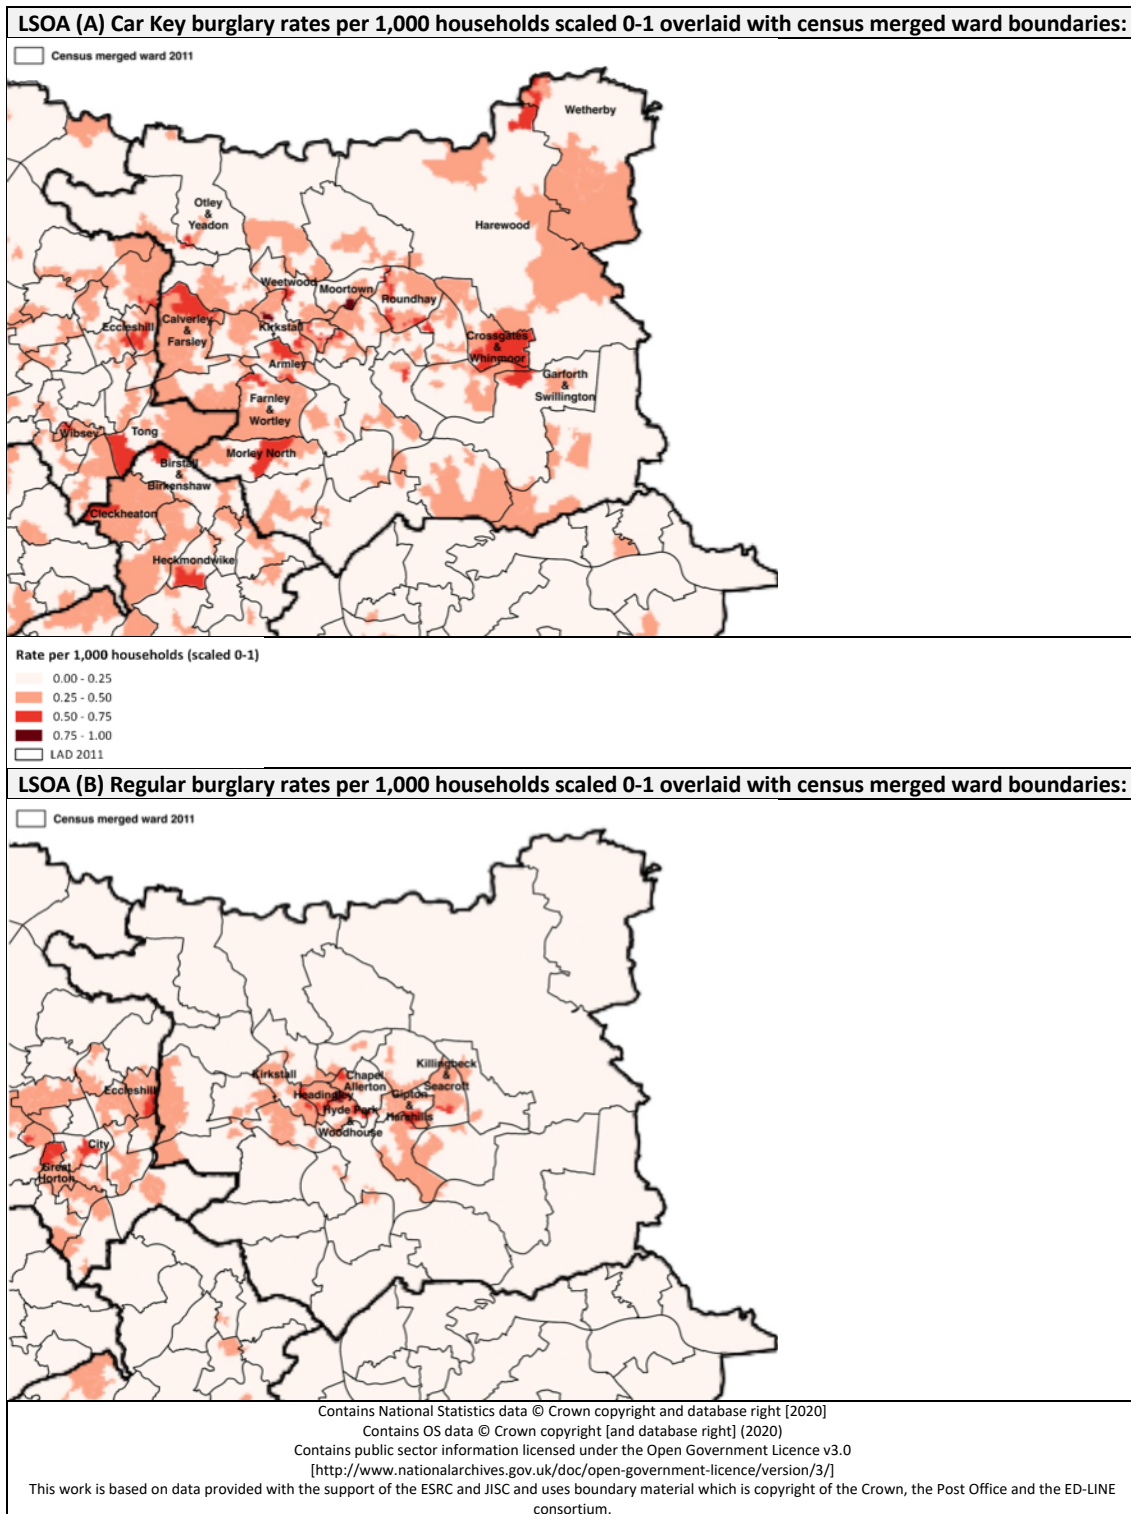 LSOA (A) Car Key burglary rates per 1,000 households scaled 0-1 overlaid with census merged ward boundaries:
Census merged ward 2011
Wetherby
Otley
&
Yeadon
Harewood
Weetwood
Moortown
Roundhay
Eccleshill
Calverley
&
Farsley
Kirkstall
Crossgates
&
Whinmoor
Armley
Garforth
&
Swillington
Farnley
&
Wortley
Wibsey
Tong
Morley North
Birstall
&
Birkenshaw
Cleckheaton
Heckmondwike
Rate per 1,000 households (scaled 0-1)
0.00 - 0.25
0.25 - 0.50
0.50 - 0.75
0.75 - 1.00
LAD 2011
LSOA (B) Regular burglary rates per 1,000 households scaled 0-1 overlaid with census merged ward boundaries:
Census merged ward 2011
Killingbeck
&
Seacroft
Kirkstall
Chapel
Allerton
Eccleshill
Headingley
Gipton
&
Harehills
Hyde Park
&
Woodhouse
City
Great
Horton
Contains National Statistics data © Crown copyright and database right [2020]
Contains OS data © Crown copyright [and database right] (2020)
Contains public sector information licensed under the Open Government Licence v3.0
[http://www.nationalarchives.gov.uk/doc/open-government-licence/version/3/]
This work is based on data provided with the support of the ESRC and JISC and uses boundary material which is copyright of the Crown, the Post Office and the ED-LINE
consortium.